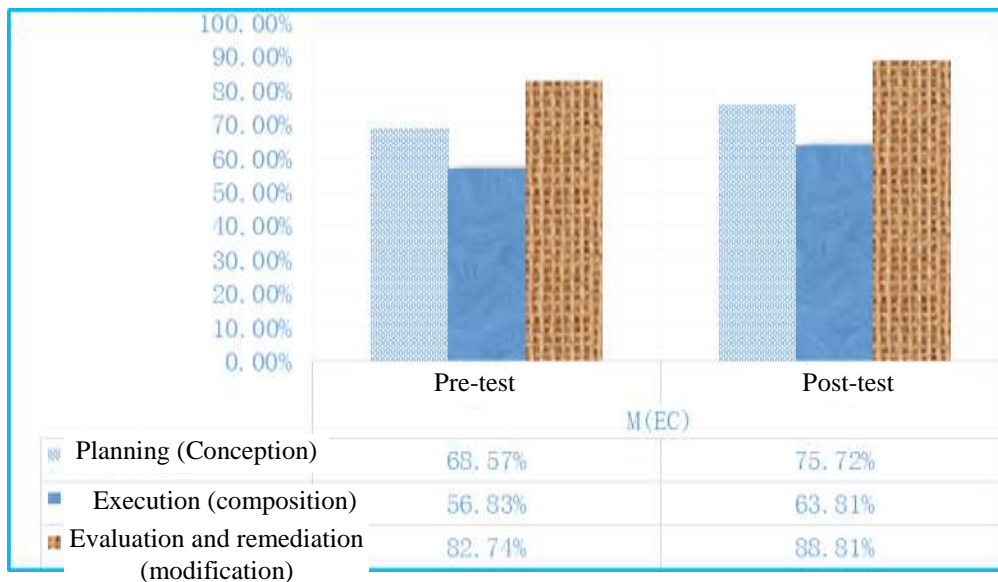 100.00%
90.00%
80.00%
70.00%
60.00%
50.00%
40.00%
30.00%
20.00%
10.00%
0.00%
Pre-test Post-test
M(EC)
Planning (Conception) 68.57% 75.72%
Execution (composition) 56.83% 63.81%
Evaluation and remediation
(modification) 82.74% 88.81%